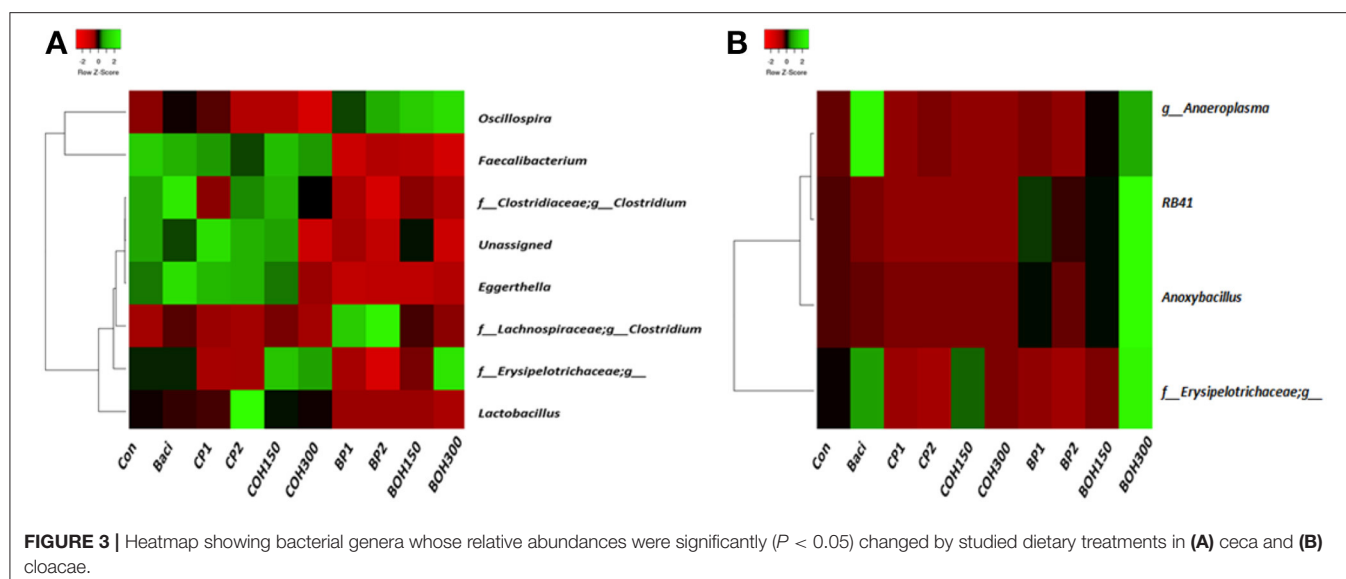 A
-2 0 2
Row Z-Score
Oscillospira
Faecalibacterium
f__Clostridiaceae;g__Clostridium
Unassigned
Eggerthella
f__Lachnospiraceae;g__Clostridium
f__Erysipelotrichaceae;g__
Lactobacillus
Con Baci CP1 CP2 COH150 COH300 BP1 BP2 BOH150 BOH300
B
-2 0 2
Row Z-Score
g__Anaeroplasma
RB41
Anoxybacillus
f__Erysipelotrichaceae;g__
Con Baci CP1 CP2 COH150 COH300 BP1 BP2 BOH150 BOH300
FIGURE 3 | Heatmap showing bacterial genera whose relative abundances were significantly (P < 0.05) changed by studied dietary treatments in (A) ceca and (B)
cloacae.